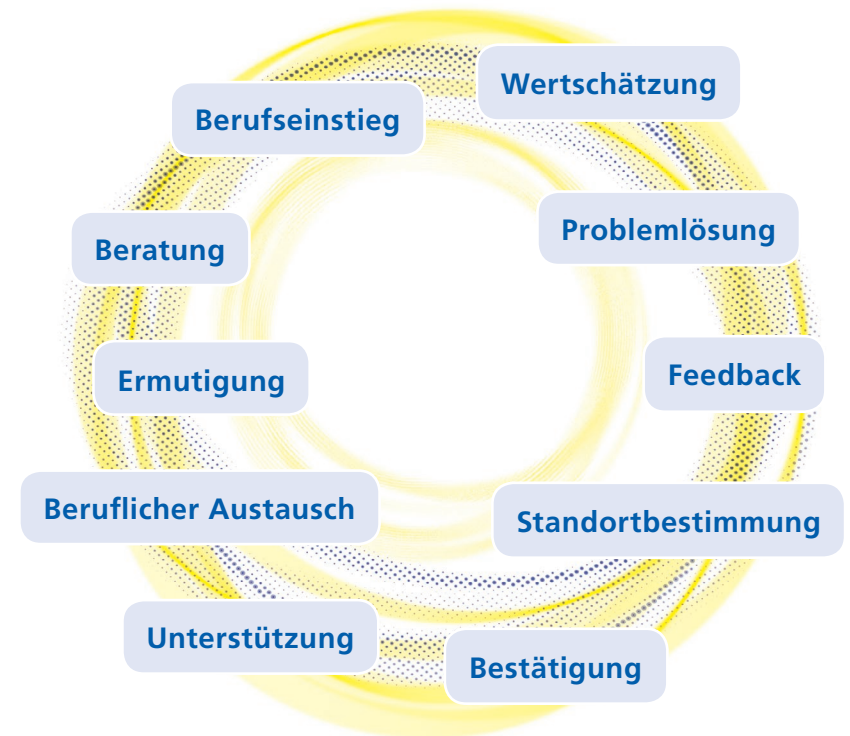 Wertschätzung
Berufseinstieg
Problemlösung
Beratung
Feedback
Ermutigung
Beruflicher Austausch
Standortbestimmung
Unterstützung
Bestätigung